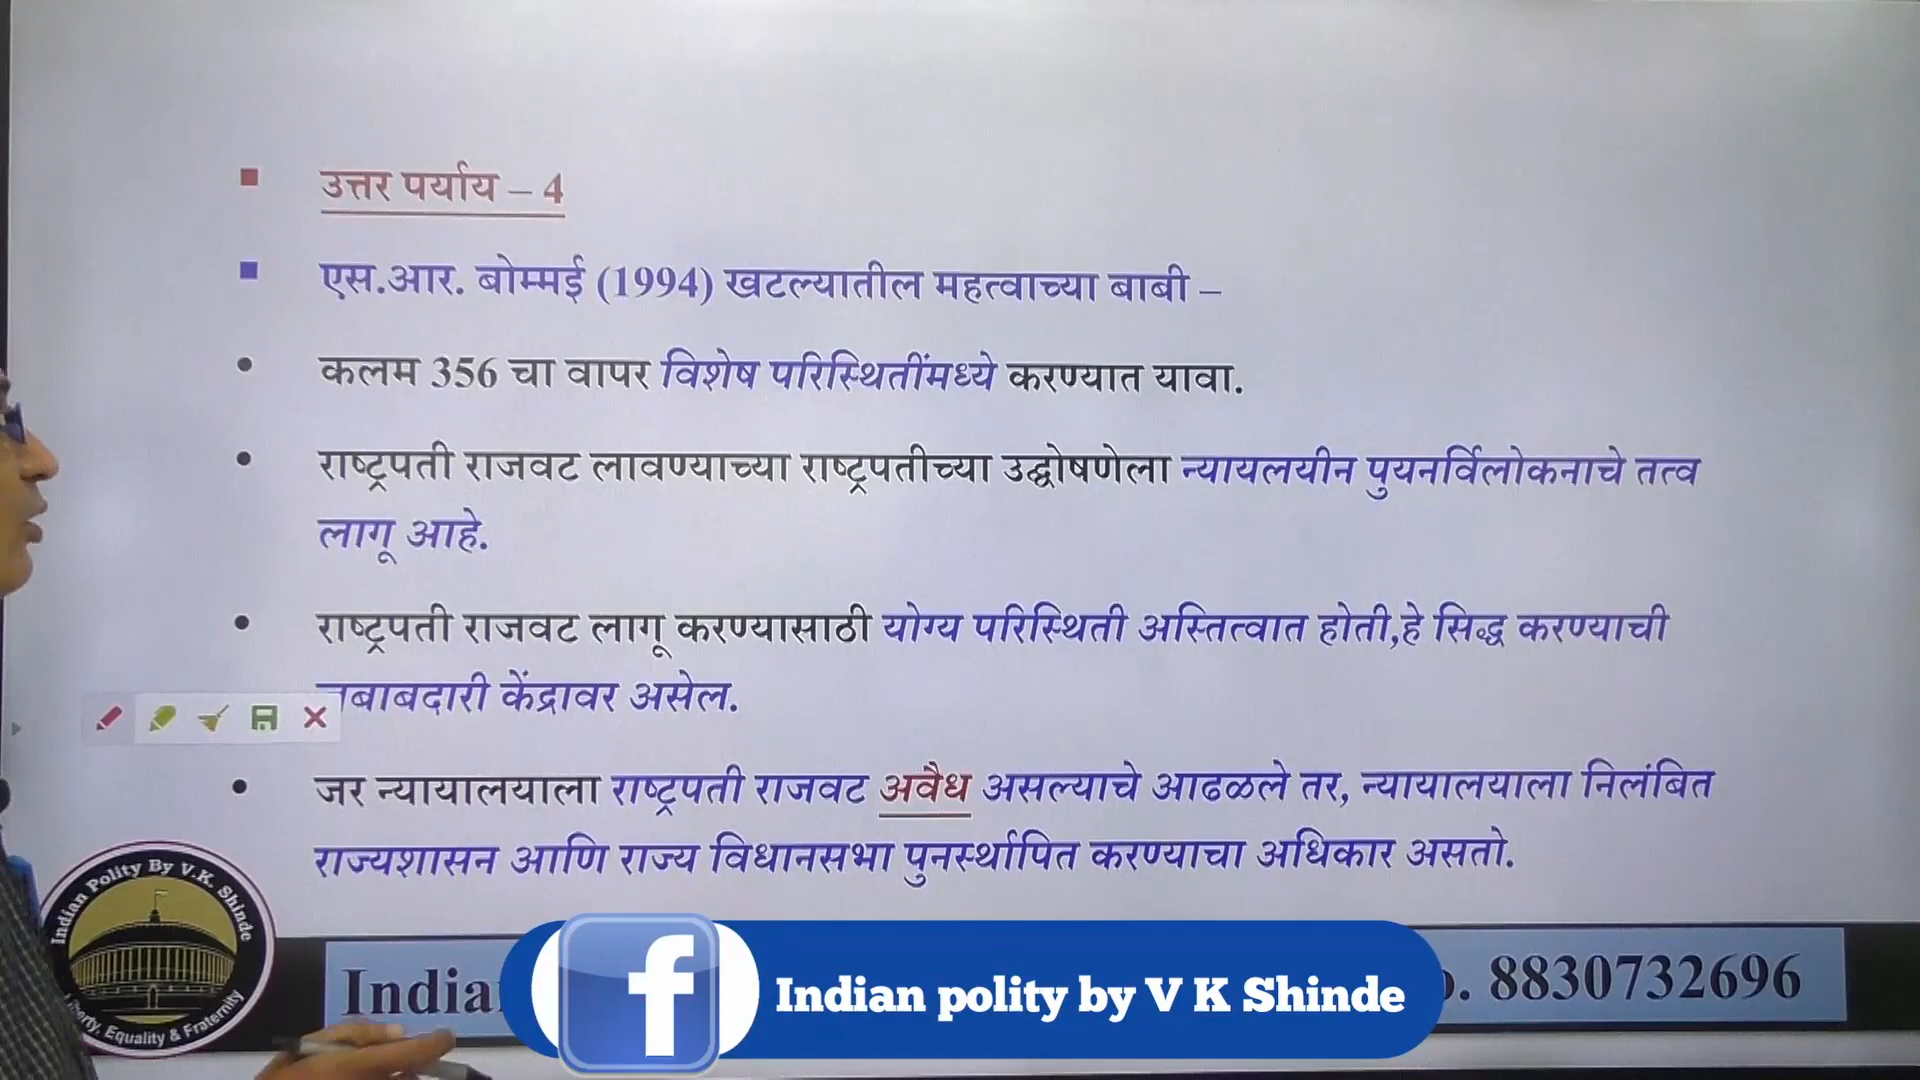 उत्तर पर्याय – 4
एस.आर. बोम्मई (1994) खटल्यातील महत्वाच्या बाबी –
कलम 356 चा वापर विशेष परिस्थितींमध्ये करण्यात यावा.
राष्ट्रपती राजवट लावण्याच्या राष्ट्रपतीच्या उद्घोषणेला न्यायलयीन पुयनर्विलोकनाचे तत्व
लागू आहे.
राष्ट्रपती राजवट लागू करण्यासाठी योग्य परिस्थिती अस्तित्वात होती,हे सिद्ध करण्याची
केंद्रावर असेल.
जर न्यायालयाला राष्ट्रपती राजवट अवैध असल्याचे आढळले तर, न्यायालयाला निलंबित
राज्यशासन आणि राज्य विधानसभा पुनर्स्थापित करण्याचा अधिकार असतो.
Indian Polity By V.K. Shinde
Equality & Fraternity
f Indian polity by V K Shinde
8830732696